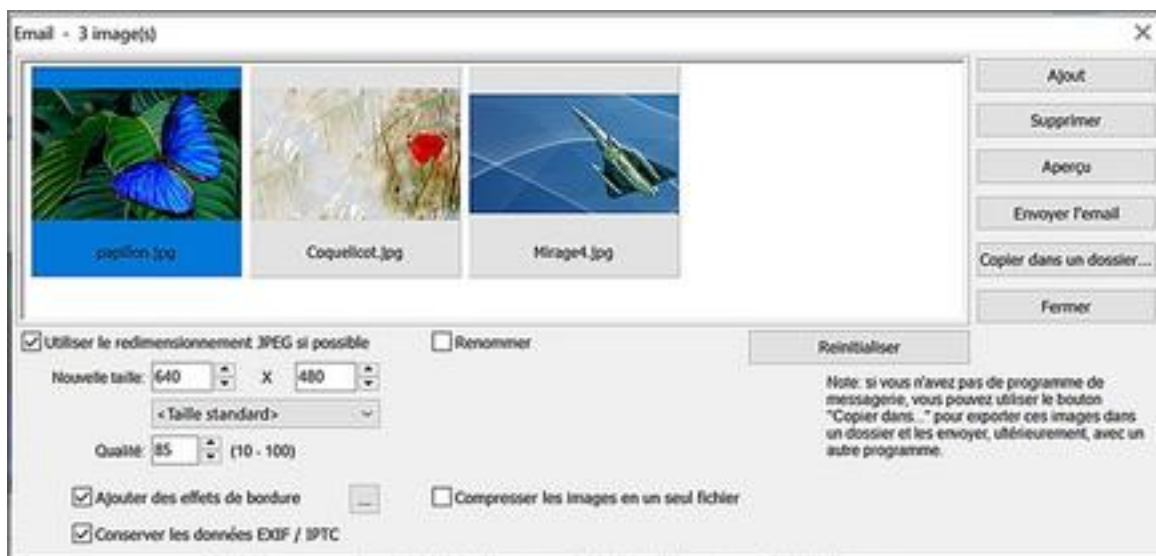 Email - 3 image(s)
papillon.jpg
Coquelicot.jpg
Mirage4.jpg
Ajout
Supprimer
Aperçu
Envoyer l'email
Copier dans un dossier...
Fermer
Utiliser le redimensionnement JPEG si possible
Renommer
Reinitialiser
Nouvelle taille: 640 X 480
<Taille standard>
Qualité: 85 (10 - 100)
Note: si vous n'avez pas de programme de
messagerie, vous pouvez utiliser le bouton
"Copier dans..." pour exporter ces images dans
un dossier et les envoyer, ultérieurement, avec un
autre programme.
Ajouter des effets de bordure
...
Compresser les images en un seul fichier
Conserver les données EXIF / IPTC